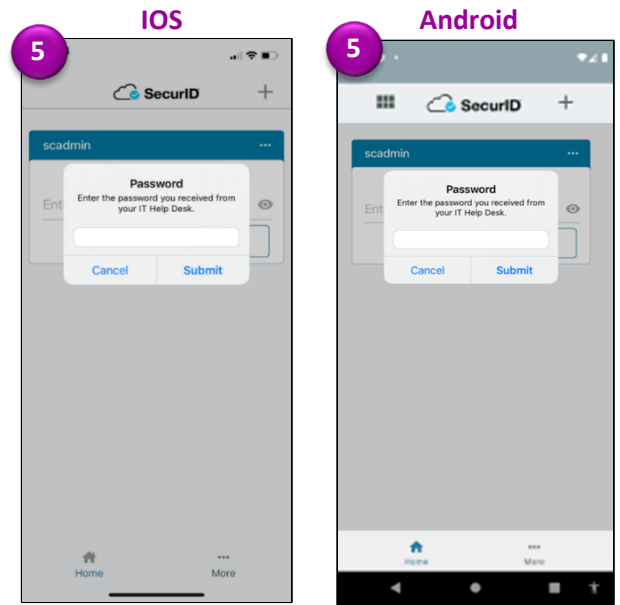 IOS
5
SecurID
+
scadmin
...
Ent
Password
Enter the password you received from
your IT Help Desk.
Cancel
Submit
Home
More
Android
5
SecurID
+
scadmin
...
Ent
Password
Enter the password you received from
your IT Help Desk.
Cancel
Submit
Home
More